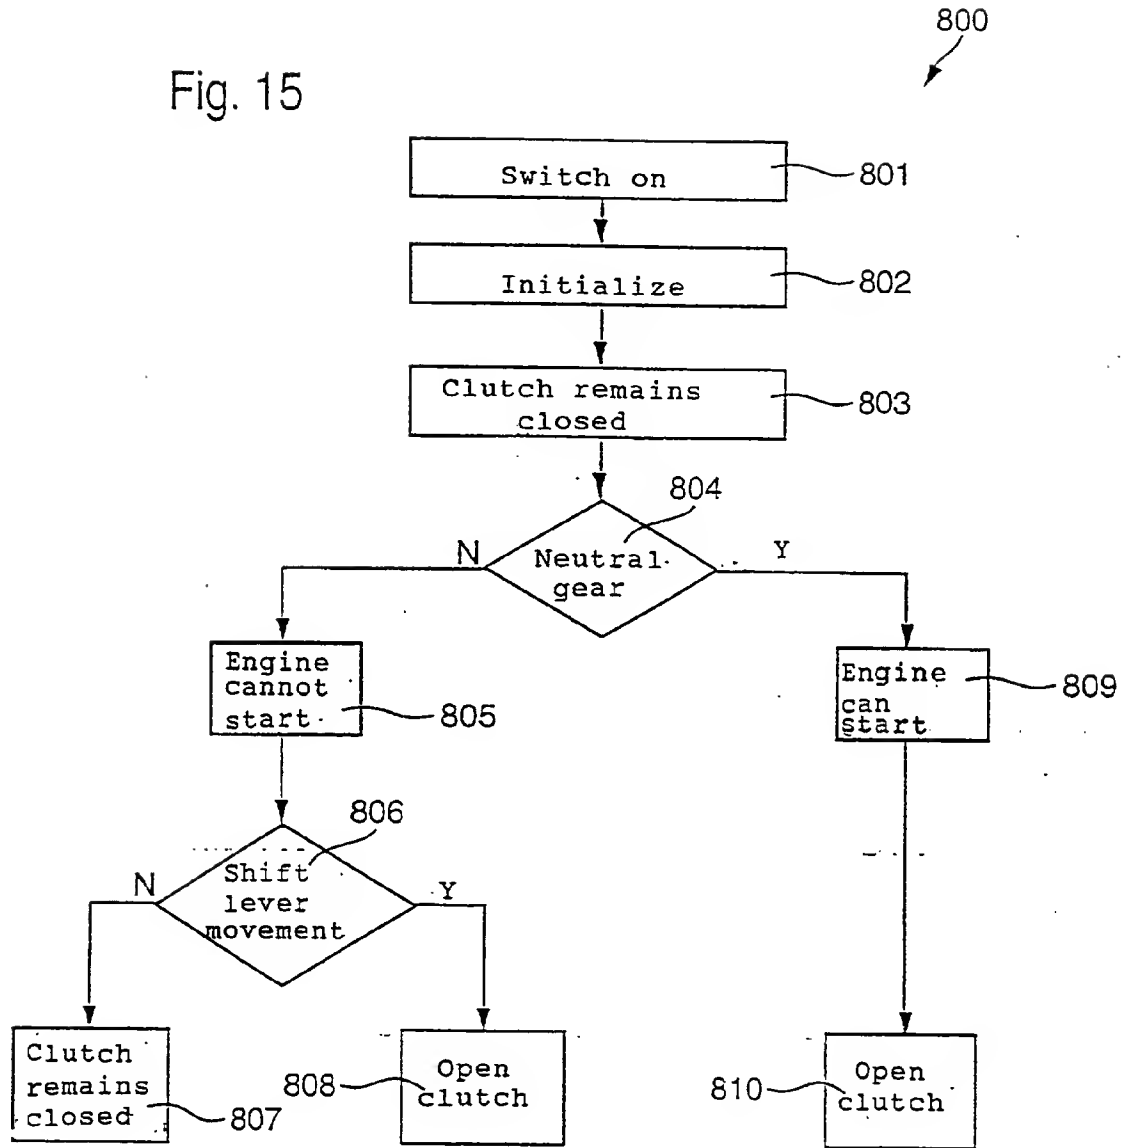 800
Fig. 15
Switch on
801
Initialize
802
Clutch remains
closed
803
804
N
Neutral
gear
Y
Engine
cannot
start
805
Engine
can
start
809
806
N
Shift
lever
movement
Y
Clutch
remains
closed
807
Open
clutch
808
Open
clutch
810